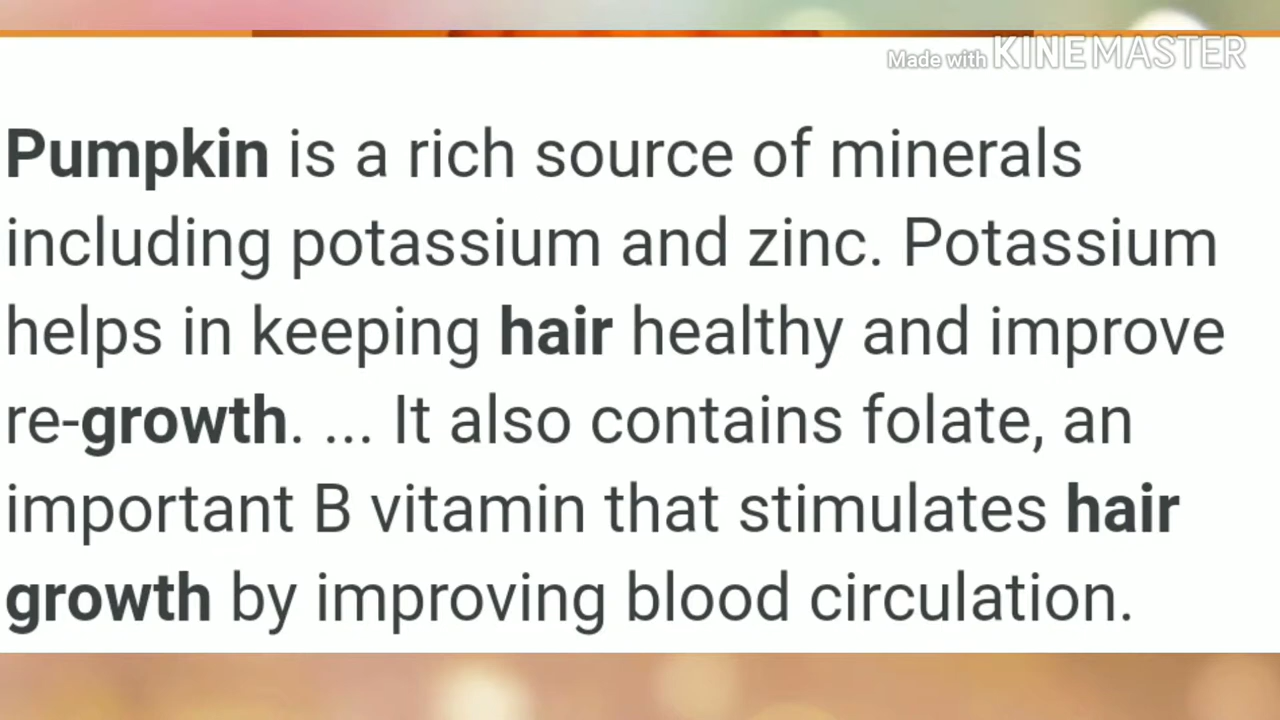 Made with KINEMASTER
Pumpkin is a rich source of minerals
including potassium and zinc. Potassium
helps in keeping hair healthy and improve
re-growth. ... It also contains folate, an
important B vitamin that stimulates hair
growth by improving blood circulation.